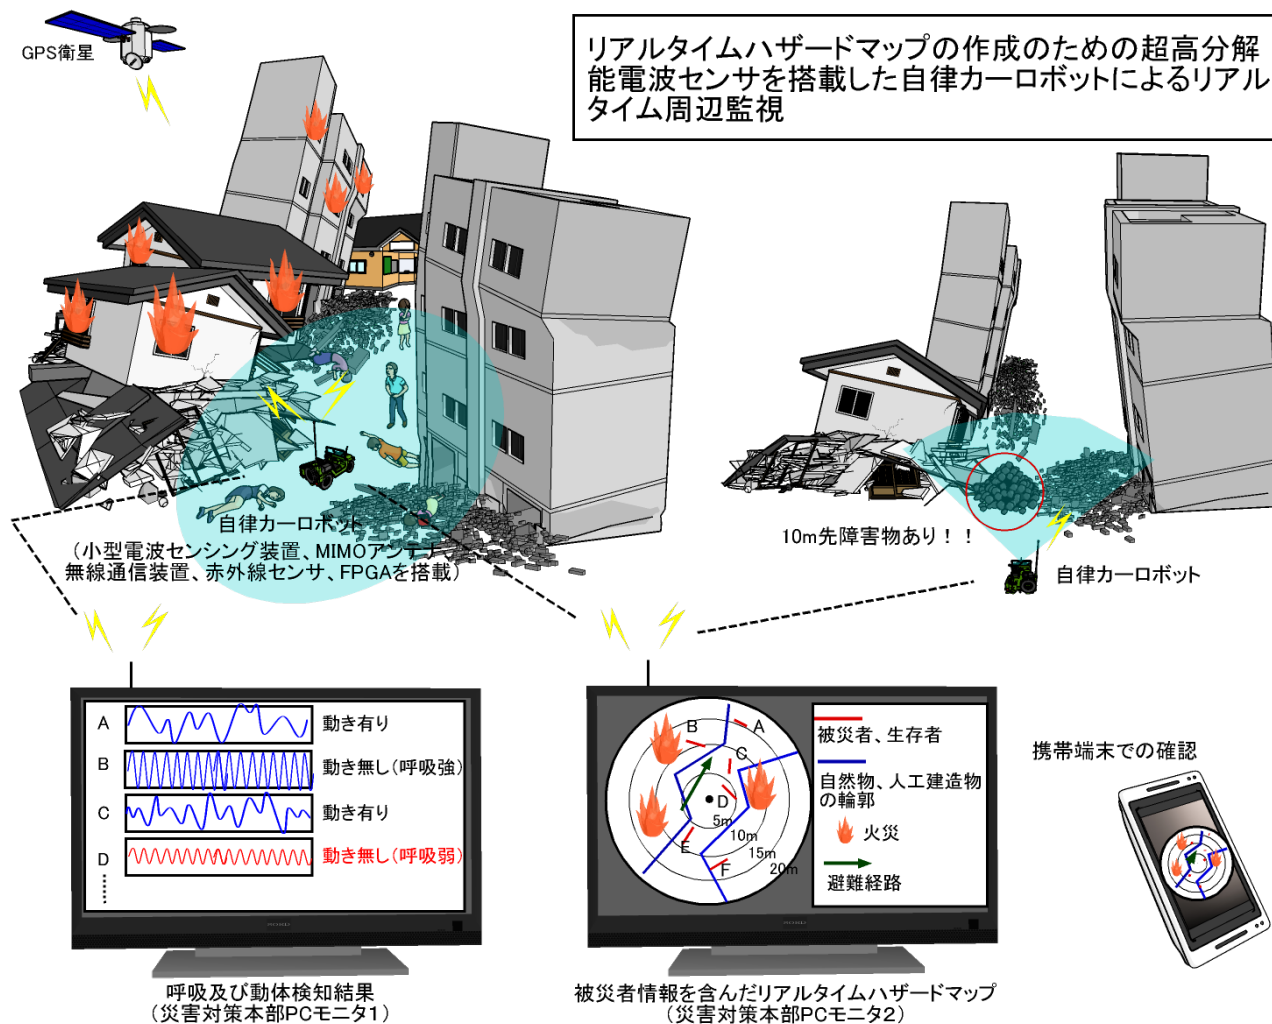 GPS衛星
リアルタイムハザードマップの作成のための超高分解
能電波センサを搭載した自律カーロボットによるリアル
タイム周辺監視
自律カーロボット
（小型電波センシング装置、MIMOアンテナ、
無線通信装置、赤外線センサ、FPGAを搭載）
10m先障害物あり！！
自律カーロボット
A 動き有り
B 動き無し（呼吸強）
C 動き有り
D 動き無し（呼吸弱）
呼吸及び動体検知結果
（災害対策本部PCモニタ1）
A
B
C
D
5m
10m
E
15m
F
20m
被災者、生存者
自然物、人工建造物
の輪郭
火災
避難経路
被災者情報を含んだリアルタイムハザードマップ
（災害対策本部PCモニタ2）
携帯端末での確認